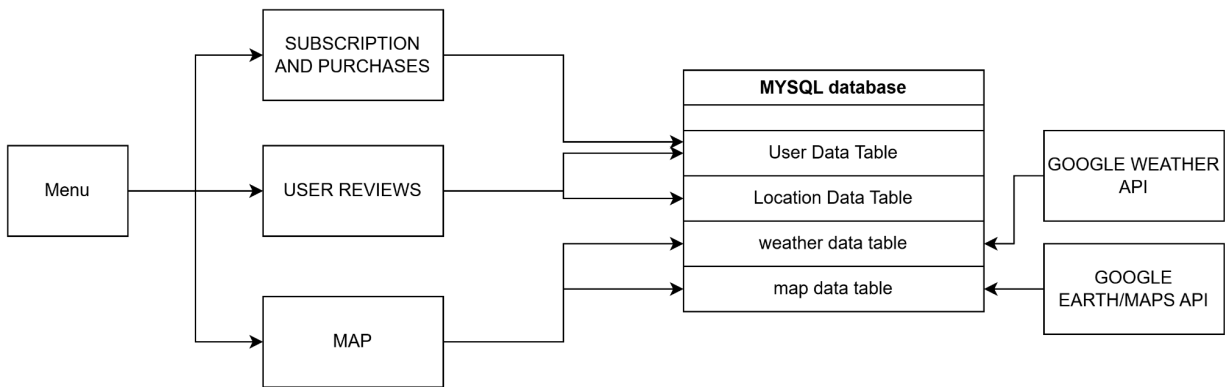 Menu
SUBSCRIPTION
AND PURCHASES
USER REVIEWS
MAP
MYSQL database
User Data Table
Location Data Table
weather data table
map data table
GOOGLE WEATHER
API
GOOGLE
EARTH/MAPS API